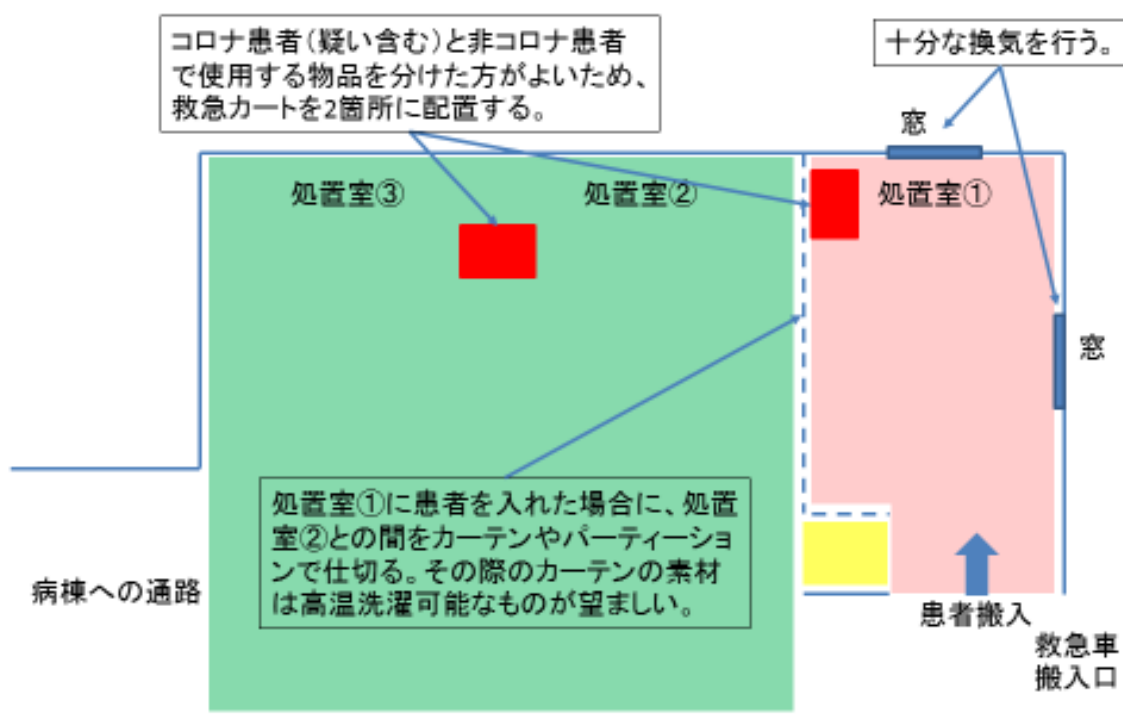 コロナ患者（疑い含む）と非コロナ患者
で使用する物品を分けた方がよいため、
救急カートを2箇所に配置する。
十分な換気を行う。
窓
処置室③
処置室②
処置室①
窓
処置室①に患者を入れた場合に、処置
室②との間をカーテンやパーティーショ
ンで仕切る。その際のカーテンの素材
は高温洗濯可能なものが望ましい。
病棟への通路
患者搬入
救急車
搬入口